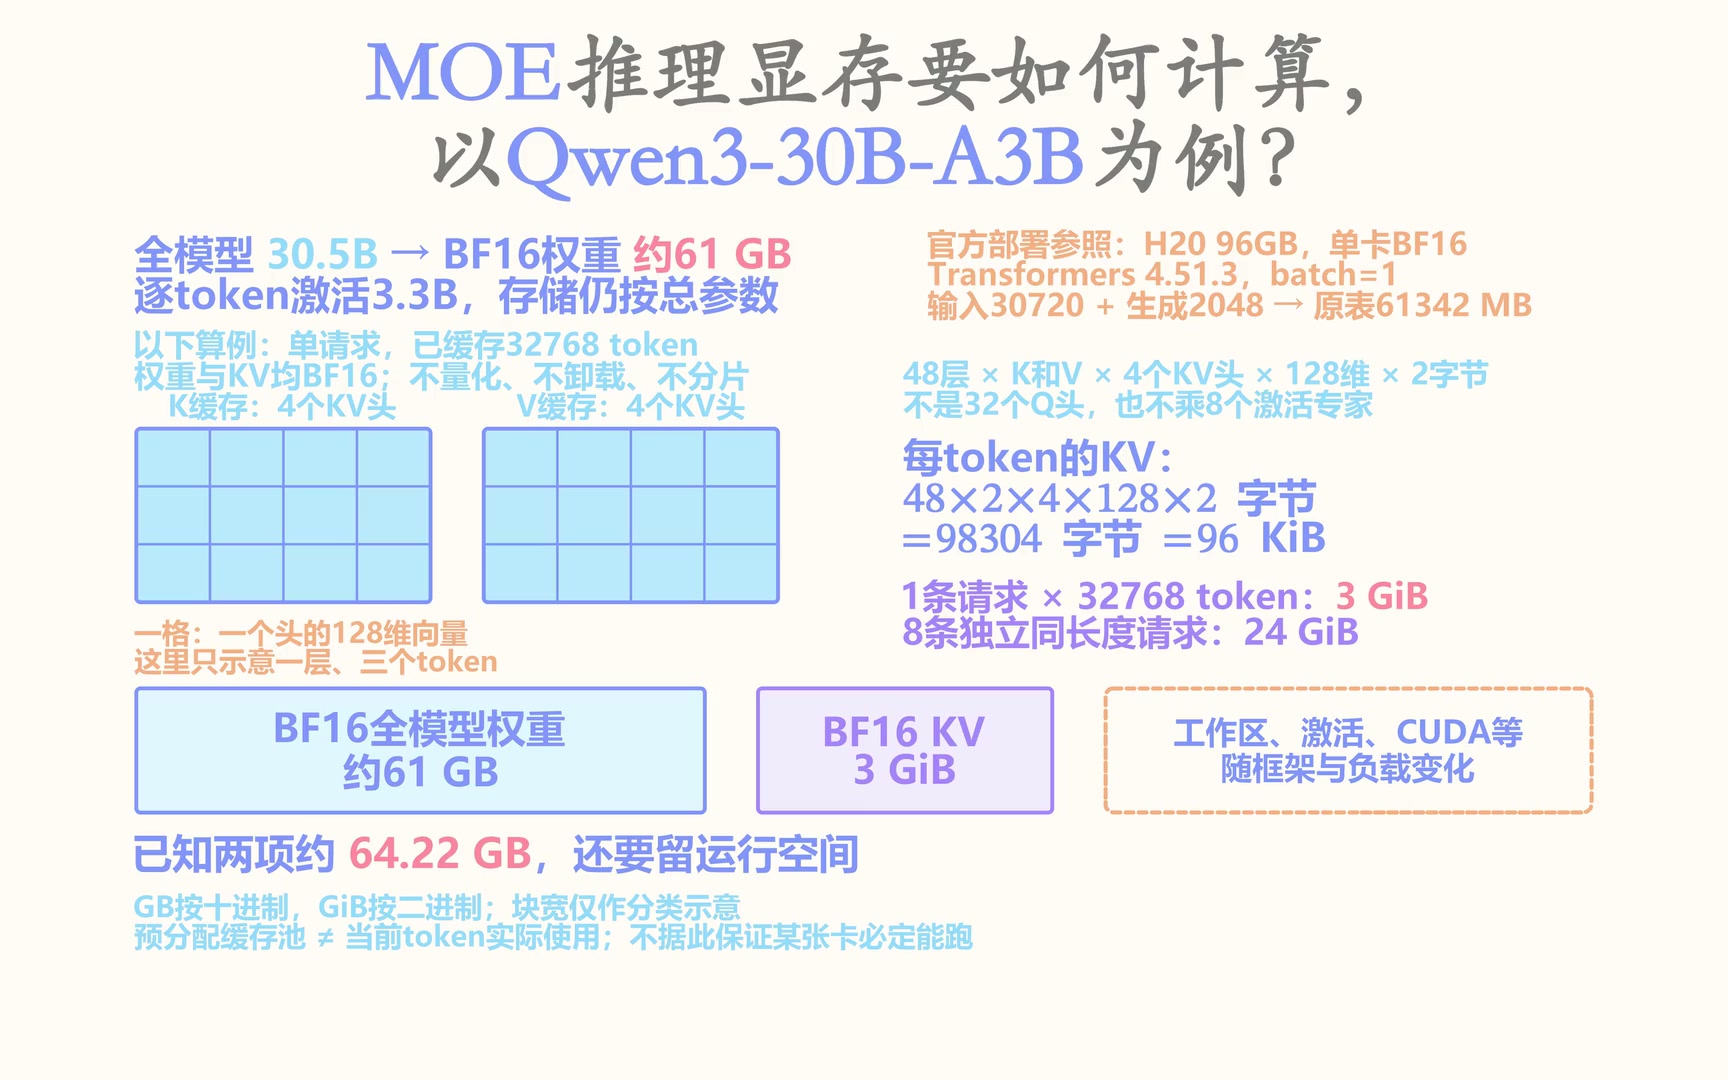 MOE推理显存要如何计算，
以Qwen3-30B-A3B为例？
全模型 30.5B → BF16权重 约61 GB
逐token激活3.3B，存储仍按总参数
以下算例：单请求，已缓存32768 token
权重与KV均BF16；不量化、不卸载、不分片
K缓存：4个KV头
V缓存：4个KV头
一格：一个头的128维向量
这里只示意一层、三个token
官方部署参照：H20 96GB，单卡BF16
Transformers 4.51.3，batch=1
输入30720 + 生成2048 → 原表61342 MB
48层 × K和V × 4个KV头 × 128维 × 2字节
不是32个Q头，也不乘8个激活专家
每token的KV：
48×2×4×128×2 字节
=98304 字节 =96 KiB
1条请求 × 32768 token：3 GiB
8条独立同长度请求：24 GiB
BF16全模型权重
约61 GB
BF16 KV
3 GiB
工作区、激活、CUDA等
随框架与负载变化
已知两项约 64.22 GB，还要留运行空间
GB按十进制，GiB按二进制；块宽仅作分类示意
预分配缓存池 ≠ 当前token实际使用；不据此保证某张卡必定能跑